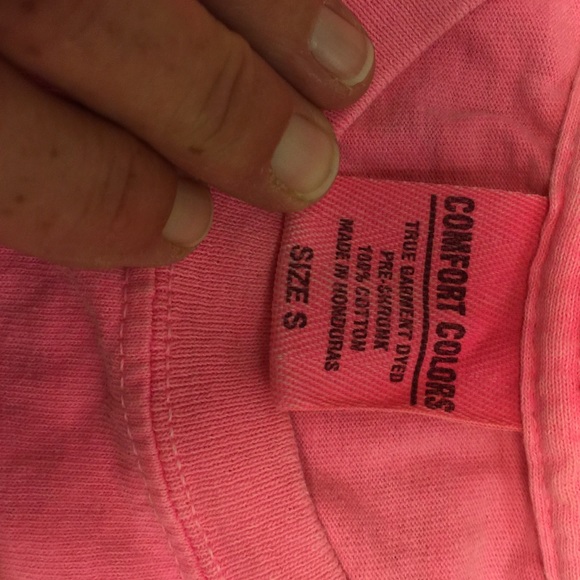 COMFORT COLORS
TRUE GARMENT DYED
PRE-SHRUNK
100% COTTON
MADE IN HONDURAS
SIZE S